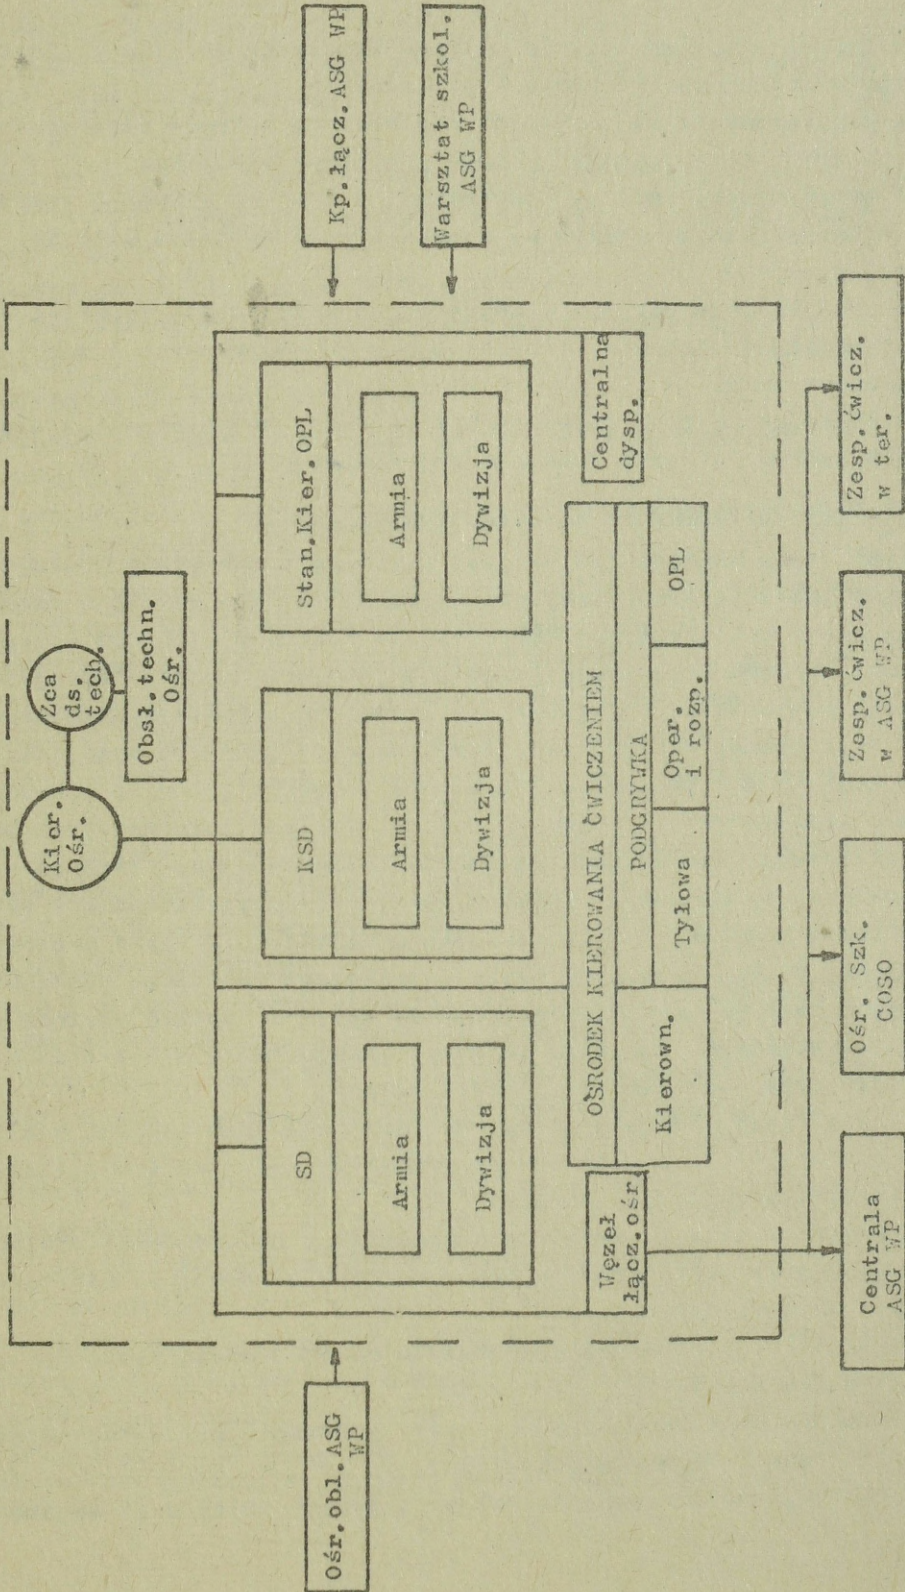 Kier.
Ośr.
Zca
ds.
tech.
Obsł.techn.
Ośr.
Ośr.obl.ASG
WP
Kp.łącz.ASG WP
Warsztat szkol.
ASG WP
SD
Armia
Dywizja
KSD
Armia
Dywizja
Stan.Kier.OPL
Armia
Dywizja
Węzeł
łącz.ośr.
OŚRODEK KIEROWANIA ĆWICZENIEM
Kierown.
PODGRYWKA
Tyłowa
Oper.
i rozp.
OPL
Centralna
dysp.
Centrala
ASG WP
Ośr. Szk.
COSO
Zesp.ćwicz.
w ASG WP
Zesp.ćwicz.
w ter.